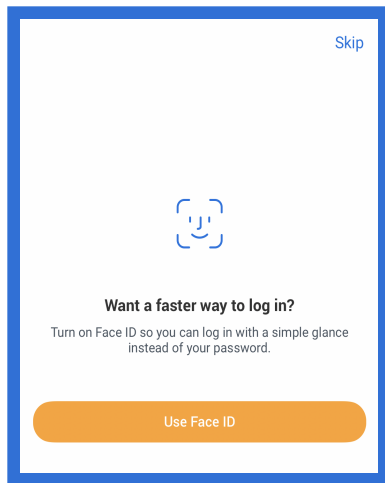 Skip
Want a faster way to log in?
Turn on Face ID so you can log in with a simple glance
instead of your password.
Use Face ID